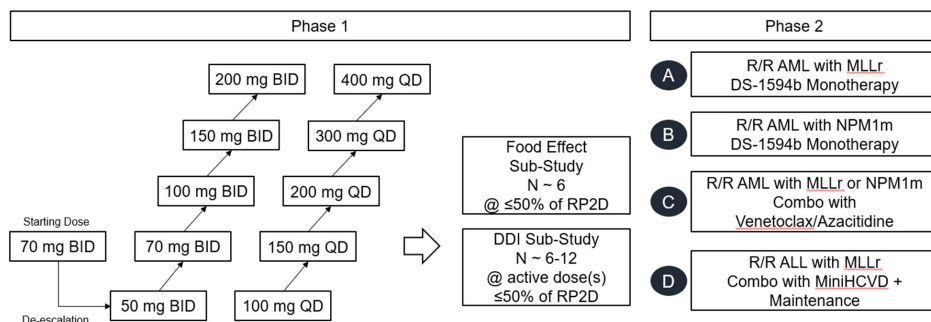 Phase 1
Phase 2
200 mg BID
400 mg QD
150 mg BID
300 mg QD
100 mg BID
200 mg QD
Starting Dose
70 mg BID
70 mg BID
150 mg QD
De-escalation
50 mg BID
100 mg QD
Food Effect
Sub-Study
N ~ 6
@ ≤50% of RP2D
DDI Sub-Study
N ~ 6-12
@ active dose(s)
≤50% of RP2D
A
R/R AML with MLLr
DS-1594b Monotherapy
B
R/R AML with NPM1m
DS-1594b Monotherapy
C
R/R AML with MLLr or NPM1m
Combo with
Venetoclax/Azacitidine
D
R/R ALL with MLLr
Combo with MiniHCVD +
Maintenance